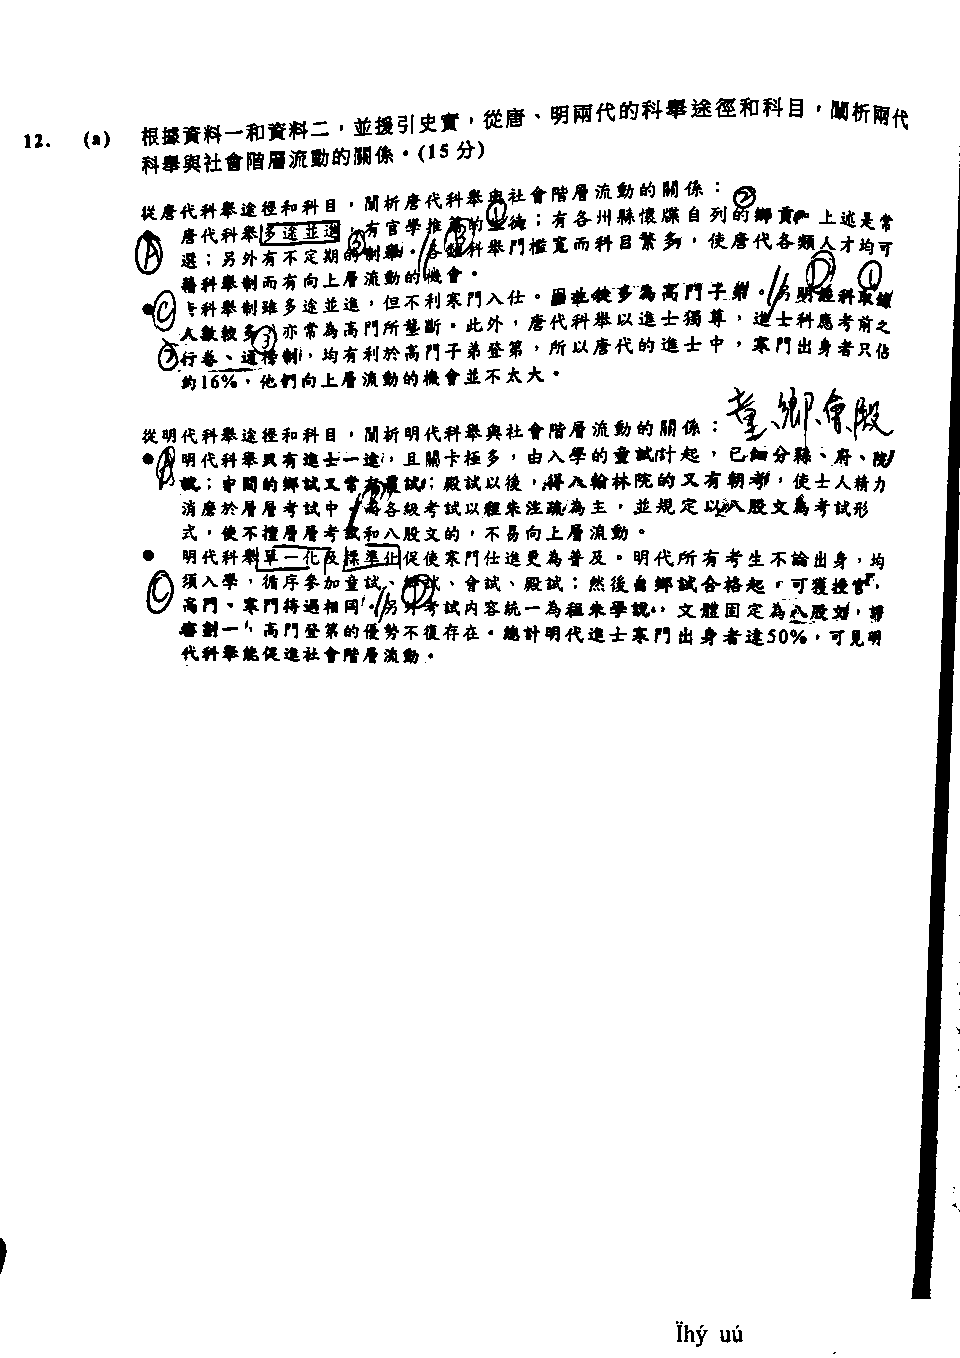 12. (a) 根據資料一和資料二，並援引史實，從唐、明兩代的科舉途徑和科目，闡析兩代
科舉與社會階層流動的關係。(15 分)
從唐代科舉途徑和科目，闡析唐代科舉與社會階層流動的關係：
唐代科舉多途並進，有官學推薦的生徒；有各州縣懷牒自列的鄉貢，上述是常
選；另外有不定期的制舉。各種科舉門檻寬而科目繁多，使唐代各類人才均可
藉科舉制而有向上層流動的機會。
科舉制雖多途並進，但不利寒門入仕。因生徒多為高門子弟。另明經科取錄
人數較多，亦常為高門所壟斷。此外，唐代科舉以進士獨尊，進士科應考前之
行卷、通榜制，均有利於高門子弟登第，所以唐代的進士中，寒門出身者只佔
約16%，他們向上層流動的機會並不太大。
童、鄉、會、殿
從明代科舉途徑和科目，闡析明代科舉與社會階層流動的關係：
● 明代科舉只有進士一途，且關卡極多，由入學的童試計起，已細分縣、府、院
試；中間的鄉試又常有覆試；殿試以後，得入翰林院的又有朝考，使士人精力
消磨於層層考試中。而各級考試以程朱注疏為主，並規定以八股文為考試形
式，使不擅層層考試和八股文的，不易向上層流動。
● 明代科舉單一化及標準化促使寒門仕進更為普及。明代所有考生不論出身，均
須入學，循序參加童試、鄉試、會試、殿試；然後自鄉試合格起，可獲授官，
高門、寒門待遇相同。另外考試內容統一為程朱學說，文體固定為八股文，譜
審劃一，高門登第的優勢不復存在。總計明代進士寒門出身者達50%，可見明
代科舉能促進社會階層流動。
Ïhý uú